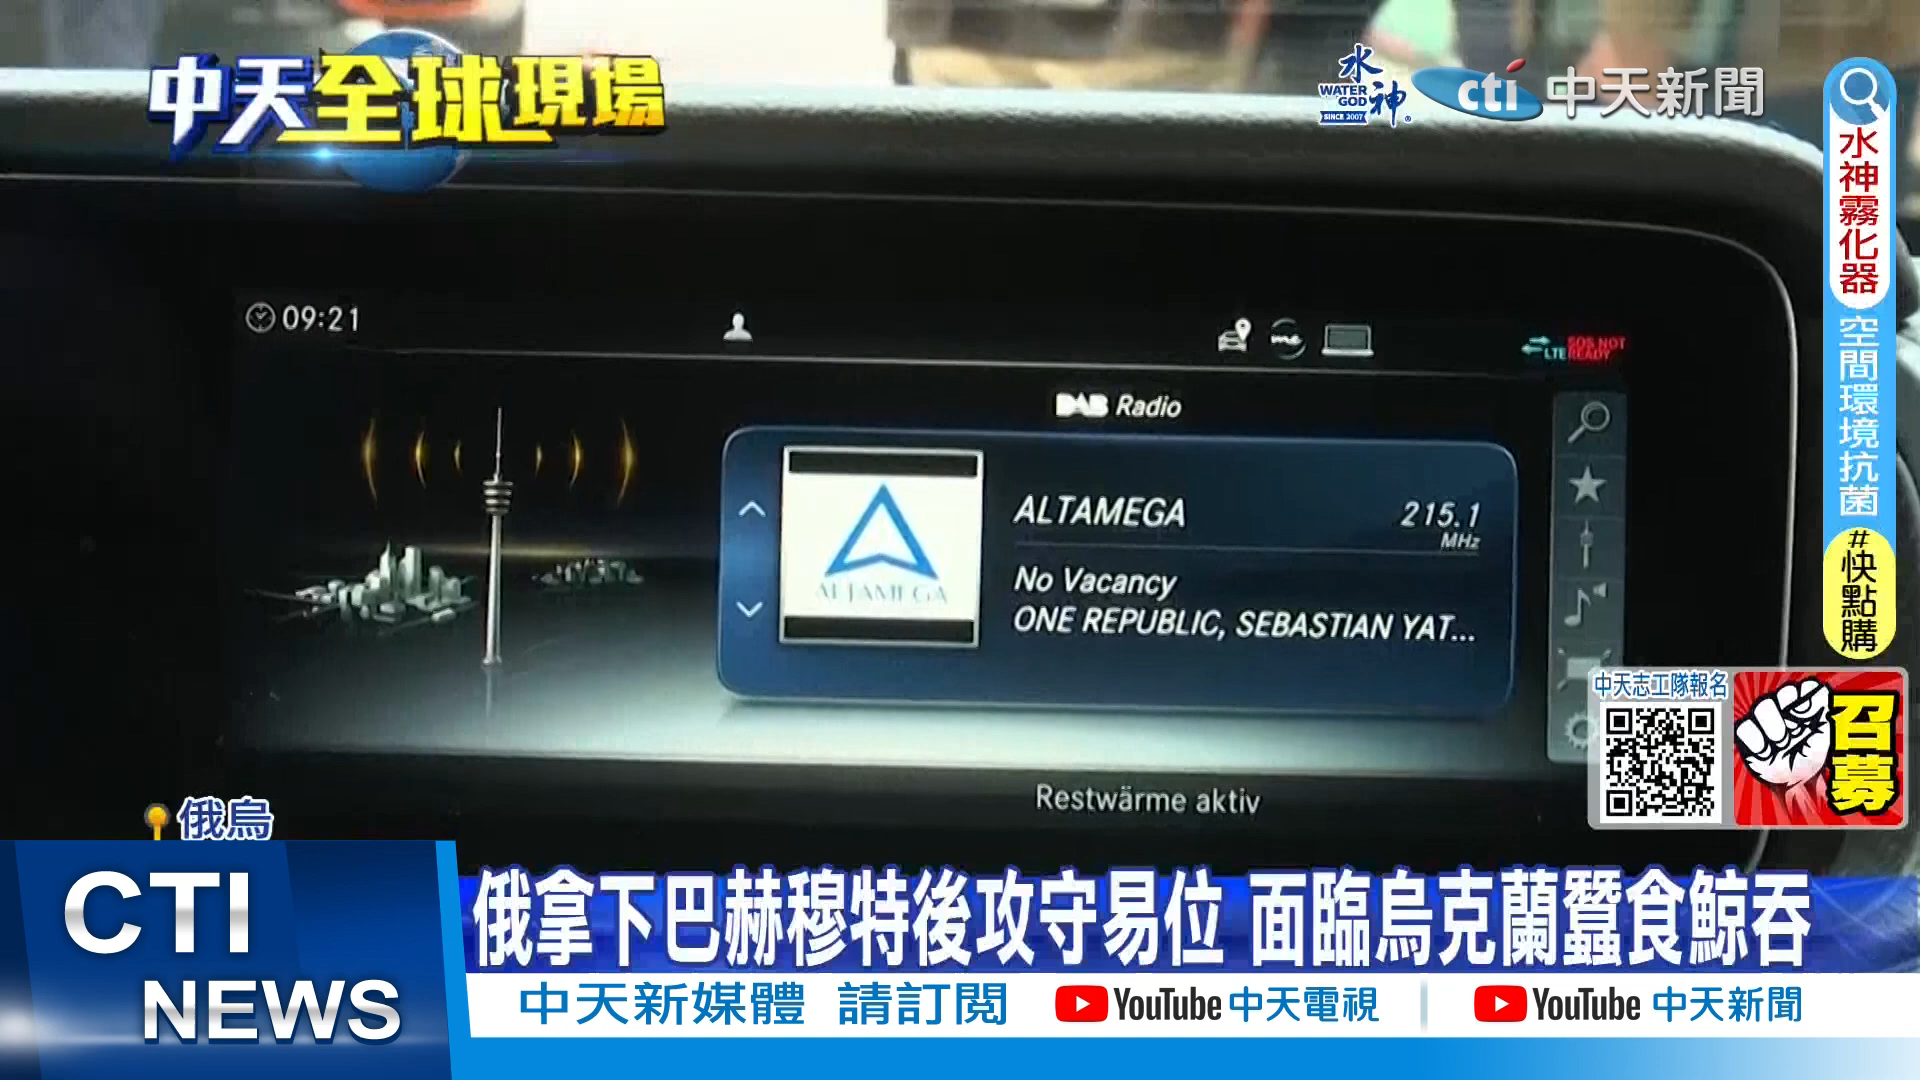 中天全球現場
水神
WATER GOD
SINCE 2007
cti 中天新聞
水神霧化器
空間環境抗菌
#快點購
09:21
me
LTE
SOS NOT READY
DAB Radio
ALTAMEGA
215.1
MHz
No Vacancy
ONE REPUBLIC, SEBASTIAN YAT...
ALTAMEGA
Restwärme aktiv
中天志工隊報名
召募
俄烏
CTI NEWS
俄拿下巴赫穆特後攻守易位 面臨烏克蘭蠶食鯨吞
中天新媒體 請訂閱 YouTube 中天電視 YouTube 中天新聞